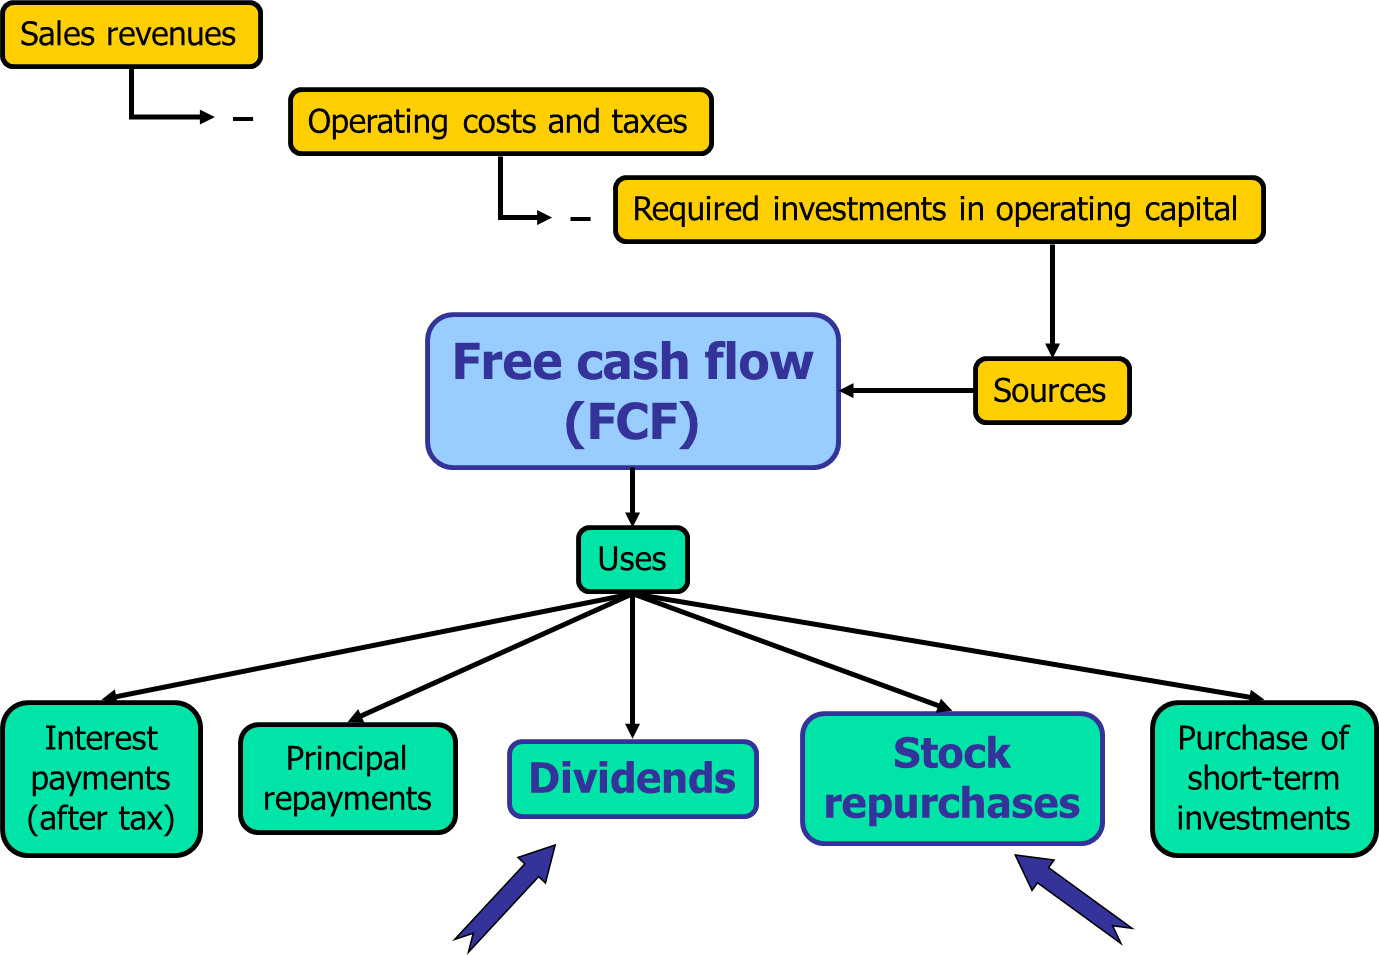 Sales revenues
– Operating costs and taxes
– Required investments in operating capital
Free cash flow
(FCF)
Sources
Uses
Interest
payments
(after tax)
Principal
repayments
Dividends
Stock
repurchases
Purchase of
short-term
investments